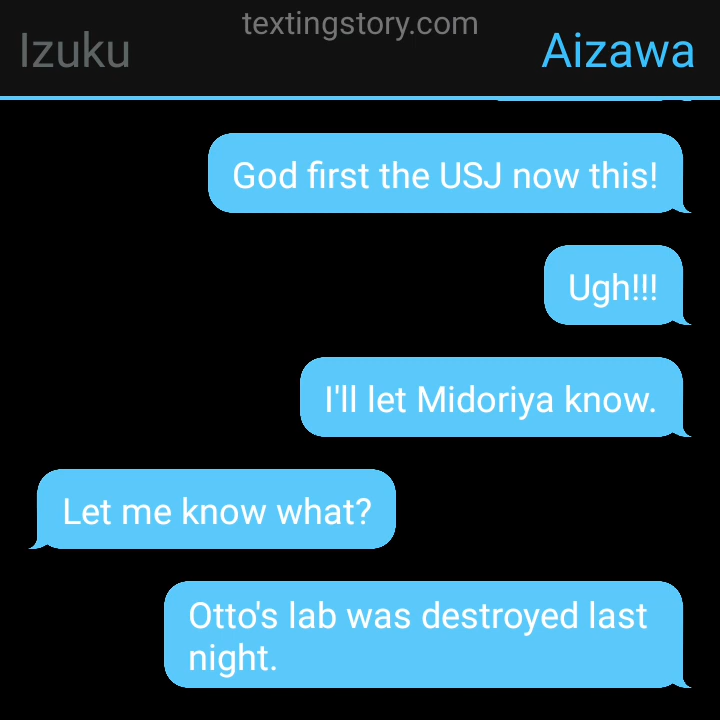 textingstory.com
Izuku
Aizawa
God first the USJ now this!
Ugh!!!
I'll let Midoriya know.
Let me know what?
Otto's lab was destroyed last
night.